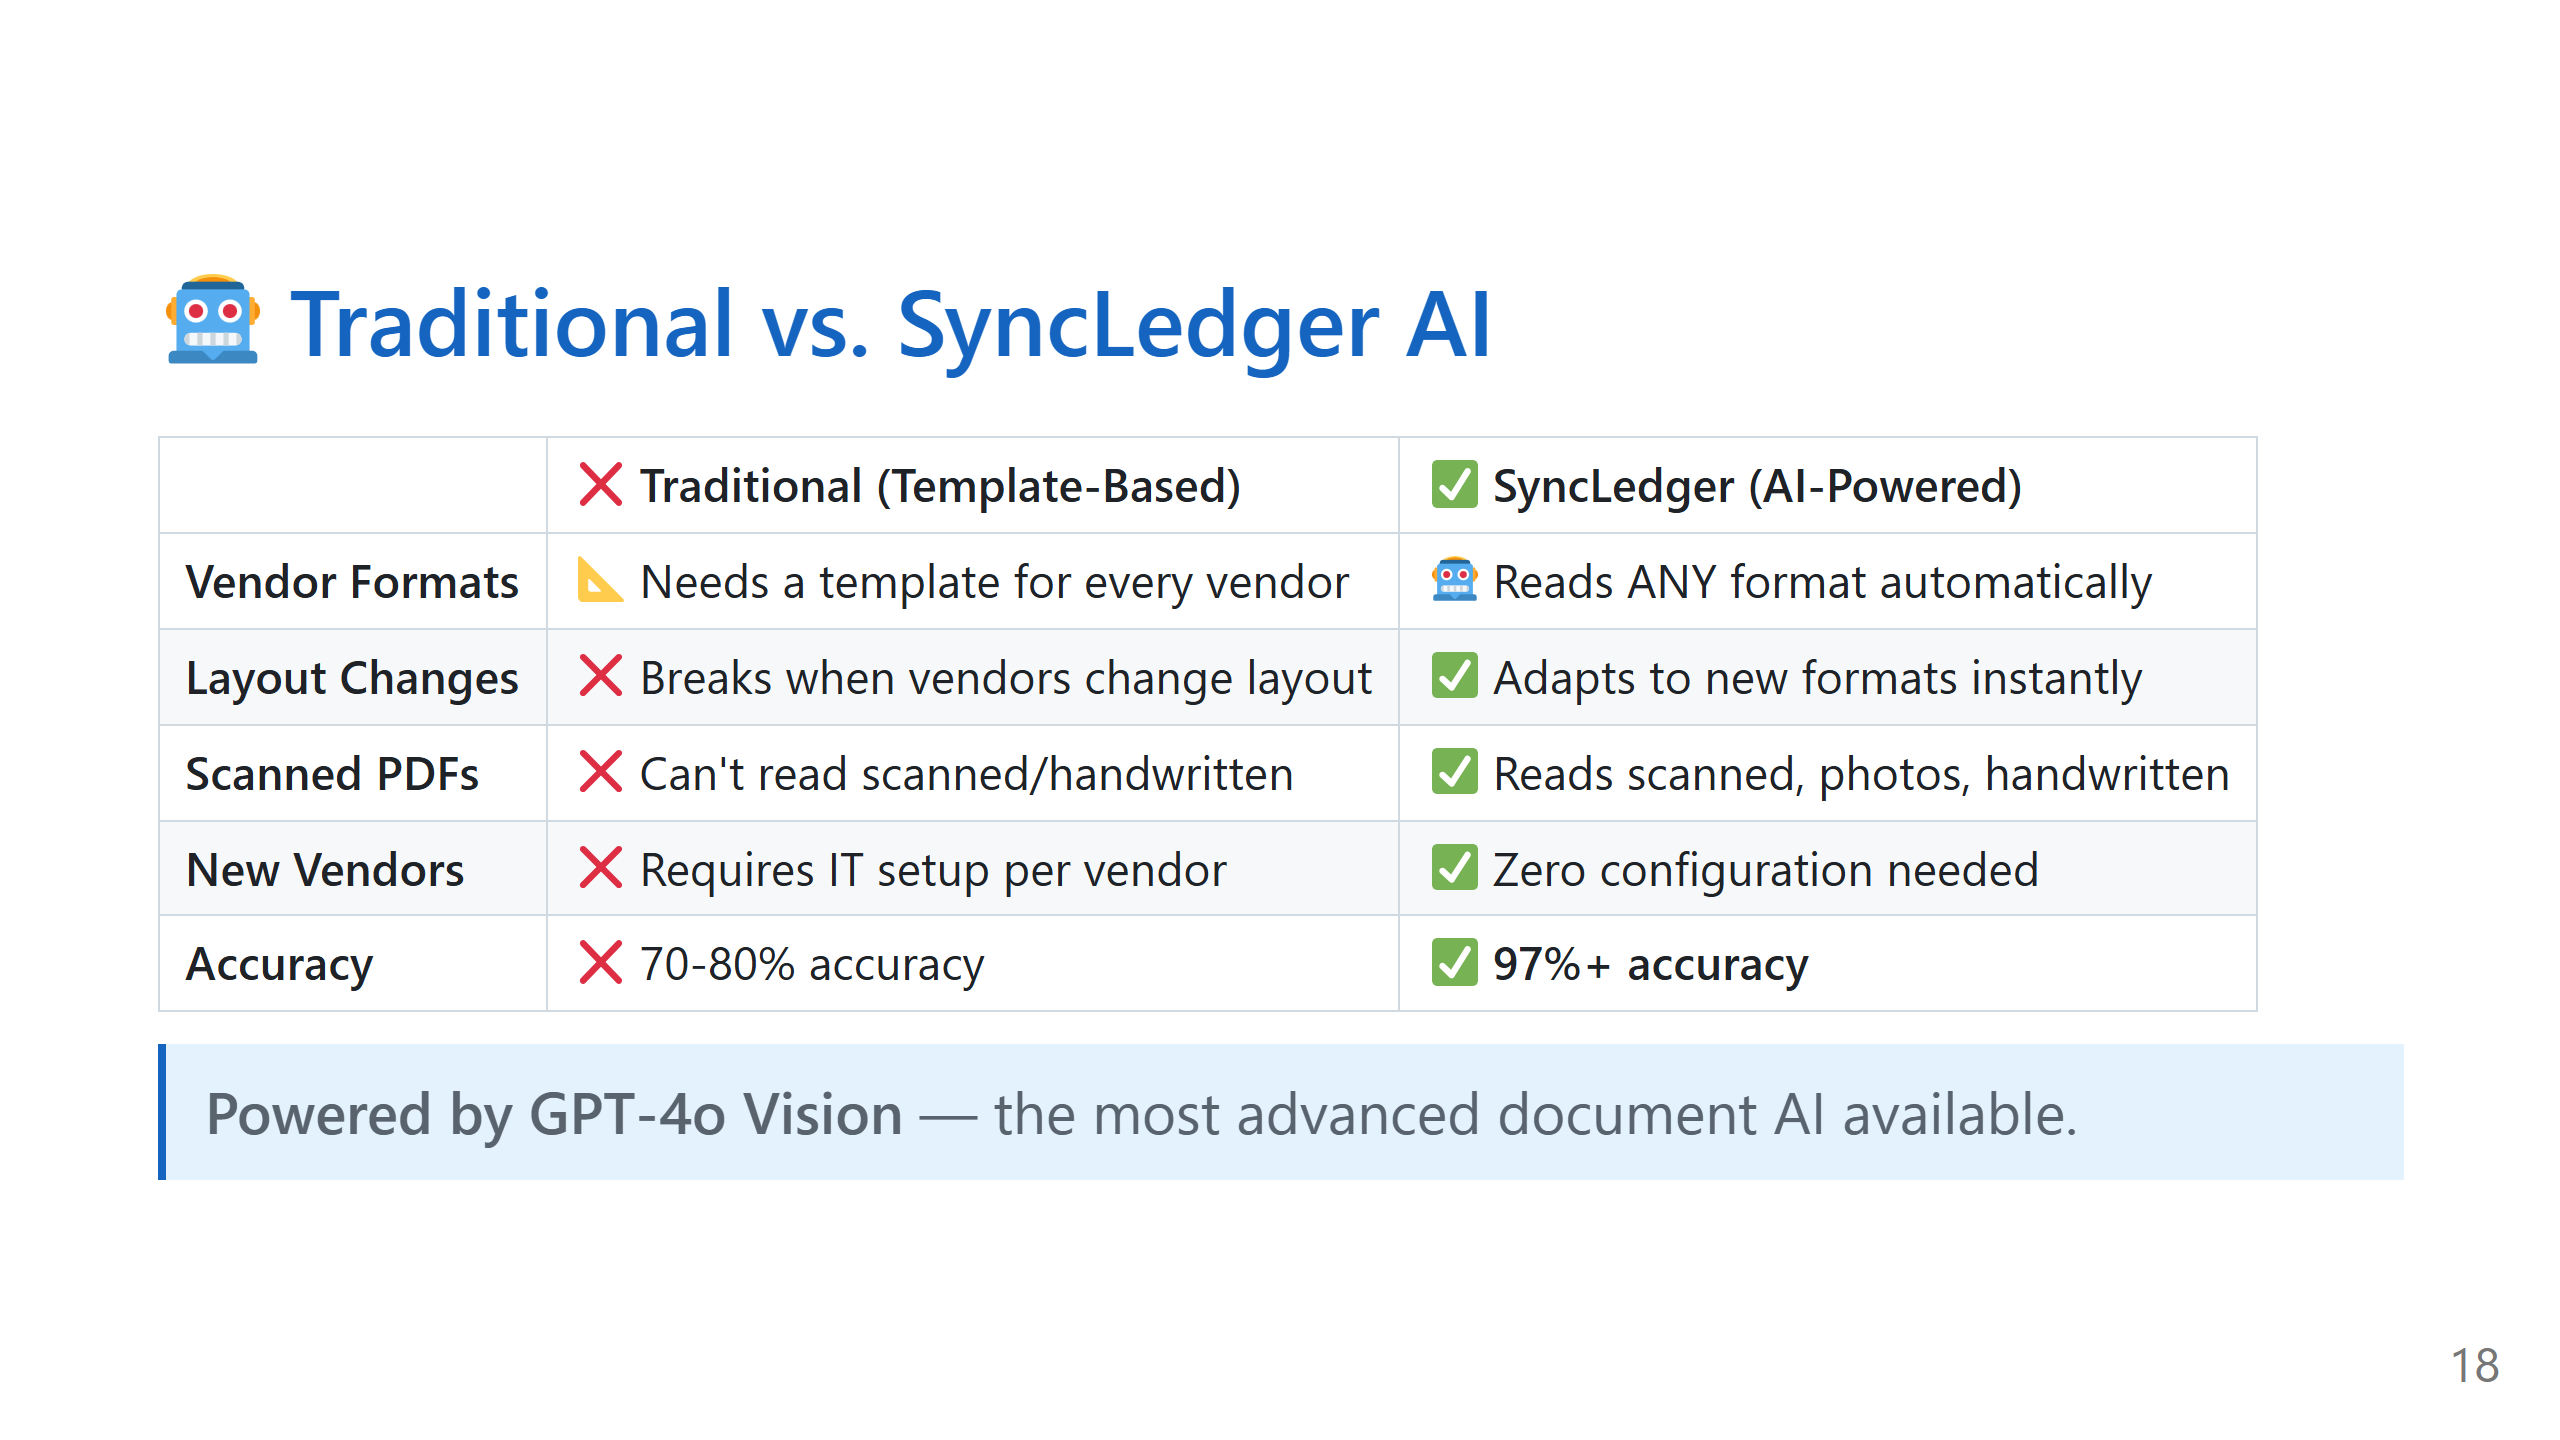 🤖 Traditional vs. SyncLedger AI
❌ Traditional (Template-Based) ✅ SyncLedger (AI-Powered)
Vendor Formats 📐 Needs a template for every vendor 🤖 Reads ANY format automatically
Layout Changes ❌ Breaks when vendors change layout ✅ Adapts to new formats instantly
Scanned PDFs ❌ Can't read scanned/handwritten ✅ Reads scanned, photos, handwritten
New Vendors ❌ Requires IT setup per vendor ✅ Zero configuration needed
Accuracy ❌ 70-80% accuracy ✅ 97%+ accuracy
Powered by GPT-4o Vision — the most advanced document AI available.
18